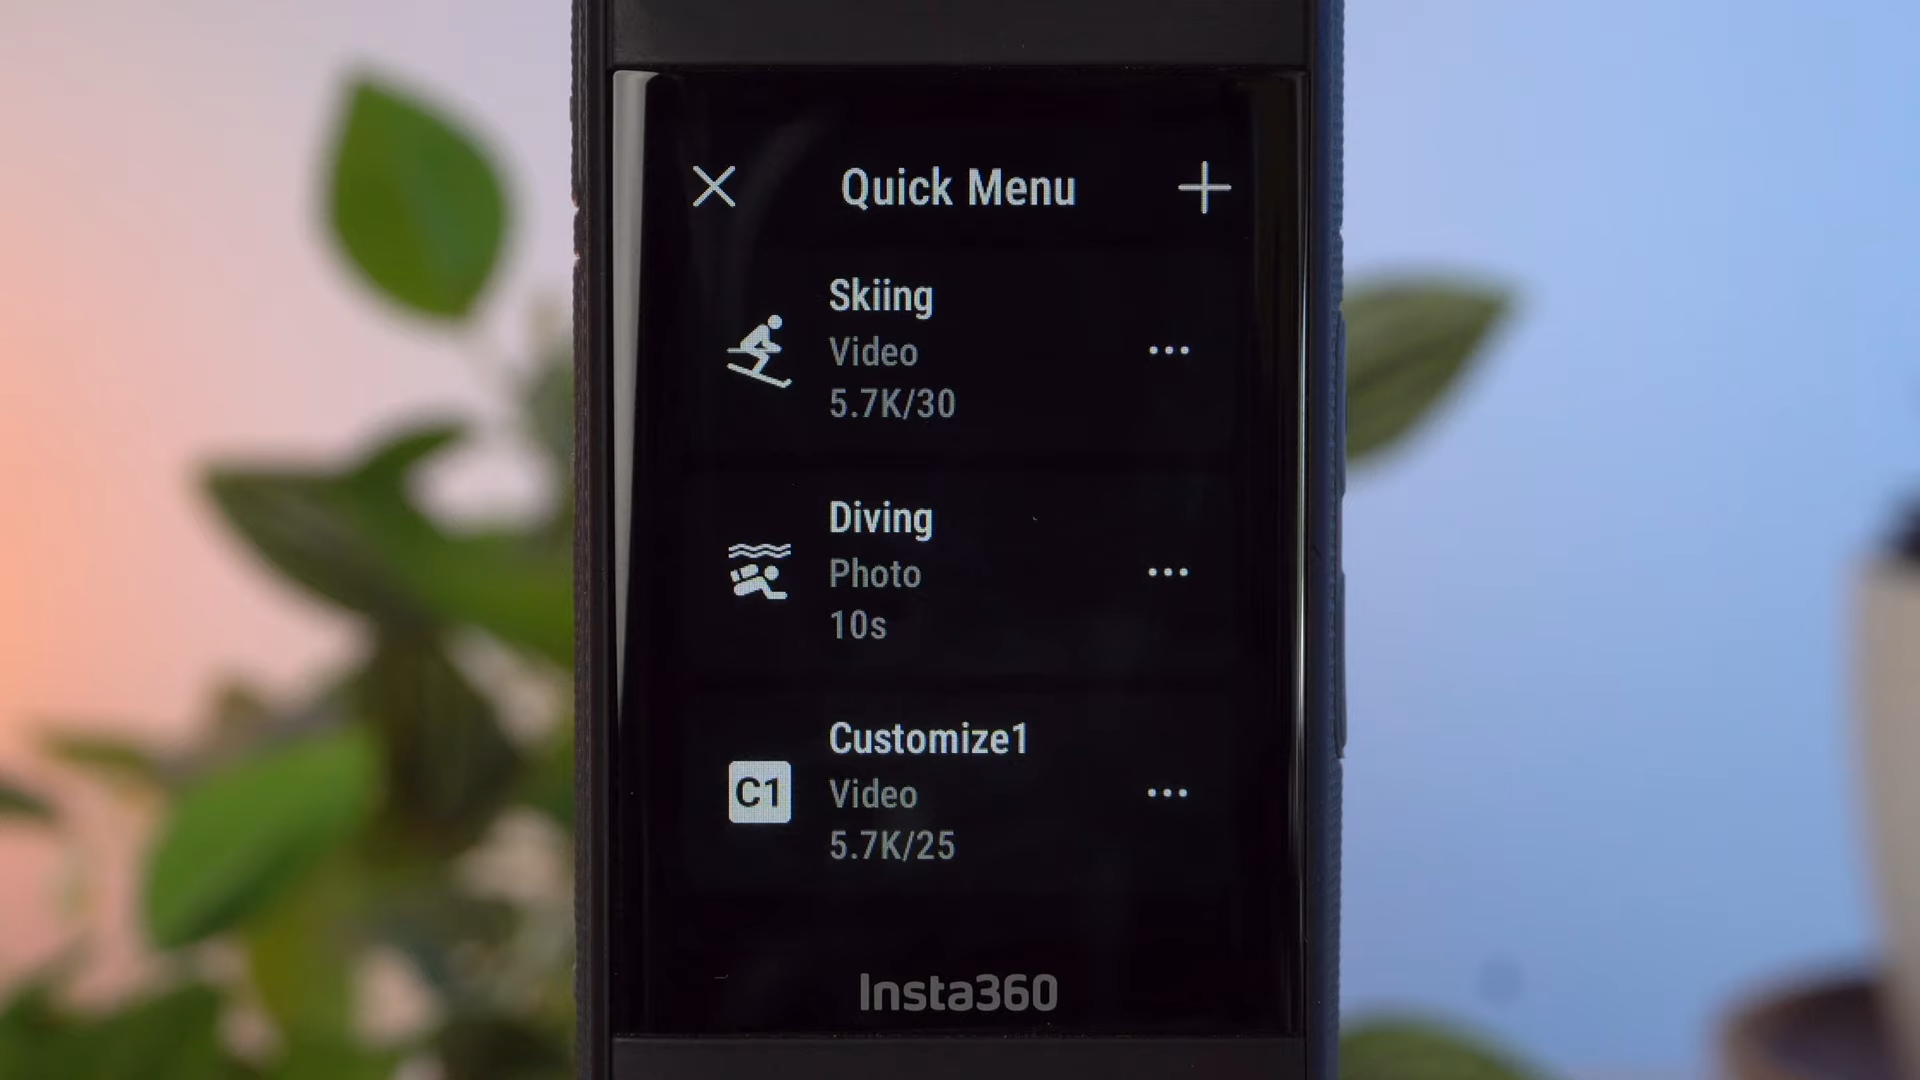 Quick Menu
Skiing
Video
5.7K/30
Diving
Photo
10s
Customize1
C1
Video
5.7K/25
Insta360